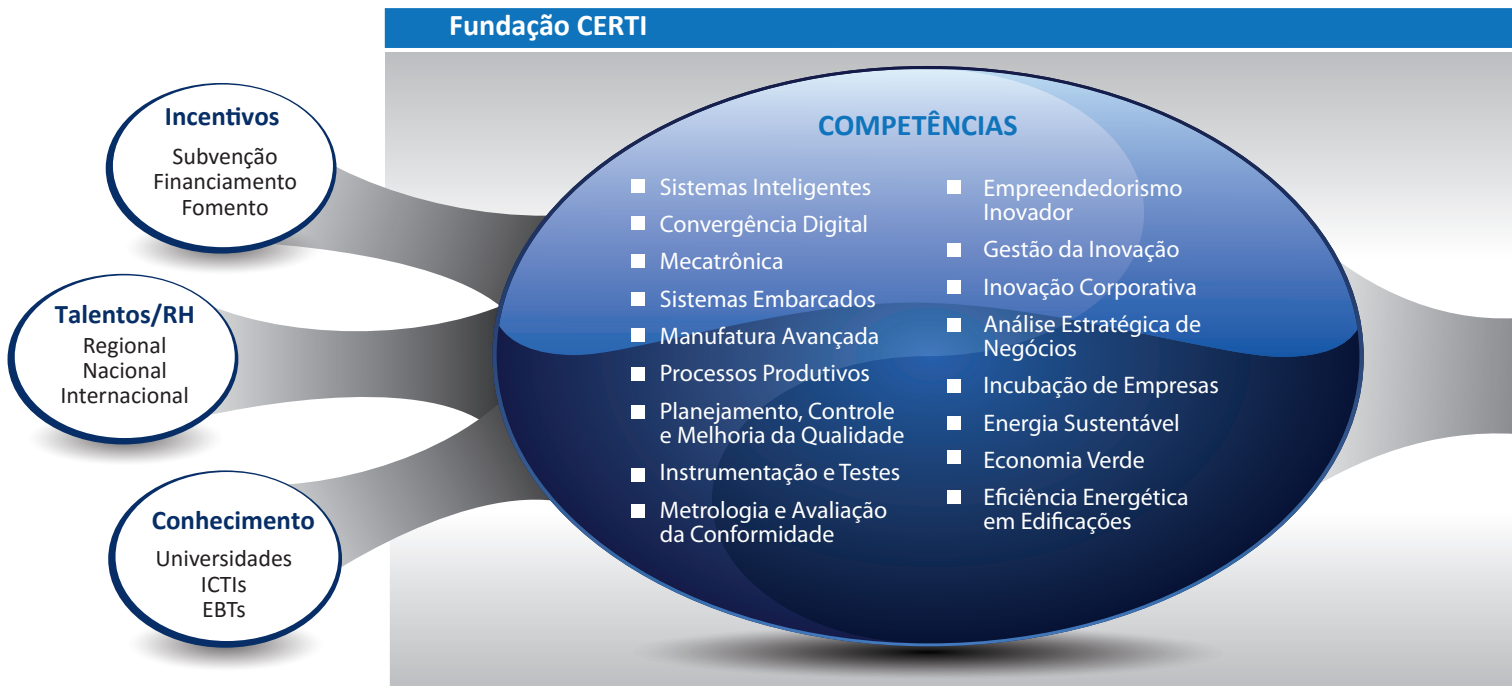 Fundação CERTI
Incentivos
Subvenção
Financiamento
Fomento
Talentos/RH
Regional
Nacional
Internacional
Conhecimento
Universidades
ICTIs
EBTs
COMPETÊNCIAS
Sistemas Inteligentes
Convergência Digital
Mecatrônica
Sistemas Embarcados
Manufatura Avançada
Processos Produtivos
Planejamento, Controle
e Melhoria da Qualidade
Instrumentação e Testes
Metrologia e Avaliação
da Conformidade
Empreendedorismo
Inovador
Gestão da Inovação
Inovação Corporativa
Análise Estratégica de
Negócios
Incubação de Empresas
Energia Sustentável
Economia Verde
Eficiência Energética
em Edificações